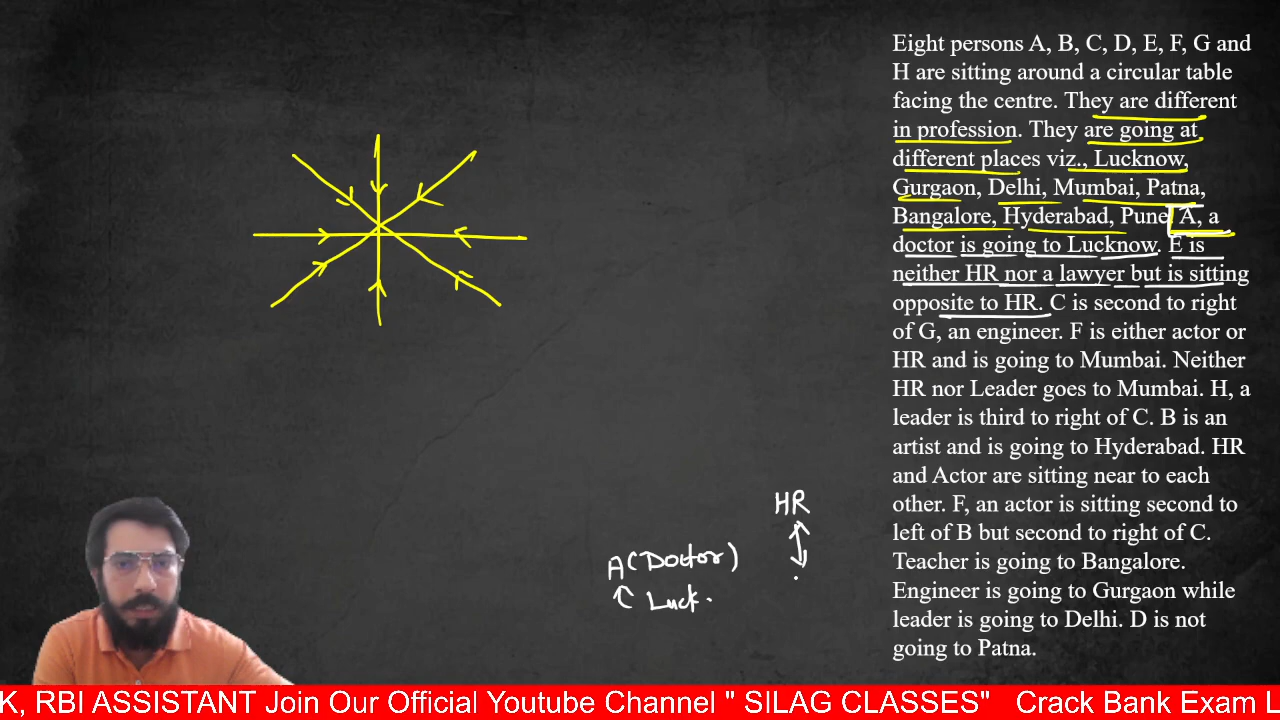 Eight persons A, B, C, D, E, F, G and
H are sitting around a circular table
facing the centre. They are different
in profession. They are going at
different places viz., Lucknow,
Gurgaon, Delhi, Mumbai, Patna,
Bangalore, Hyderabad, Pune. A, a
doctor is going to Lucknow. E is
neither HR nor a lawyer but is sitting
opposite to HR. C is second to right
of G, an engineer. F is either actor or
HR and is going to Mumbai. Neither
HR nor Leader goes to Mumbai. H, a
leader is third to right of C. B is an
artist and is going to Hyderabad. HR
and Actor are sitting near to each
other. F, an actor is sitting second to
left of B but second to right of C.
Teacher is going to Bangalore.
Engineer is going to Gurgaon while
leader is going to Delhi. D is not
going to Patna.
HR
A (Doctor)
Luck.
K, RBI ASSISTANT Join Our Official Youtube Channel " SILAG CLASSES" Crack Bank Exam L